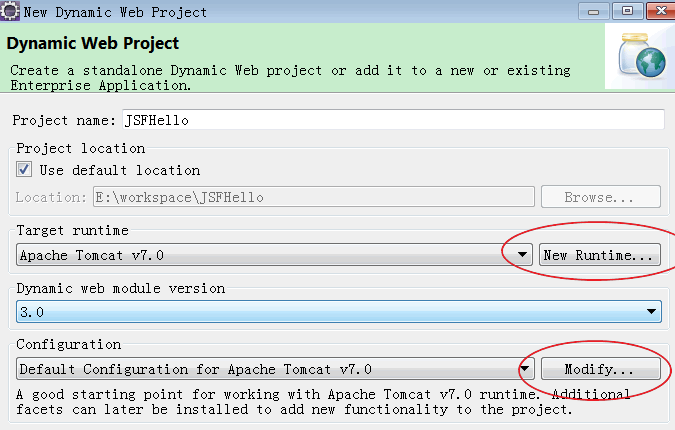 New Dynamic Web Project
Dynamic Web Project
Create a standalone Dynamic Web project or add it to a new or existing
Enterprise Application.
Project name: JSFHello
Project location
Use default location
Location: E:\workspace\JSFHello Browse...
Target runtime
Apache Tomcat v7.0 New Runtime...
Dynamic web module version
3.0
Configuration
Default Configuration for Apache Tomcat v7.0 Modify...
A good starting point for working with Apache Tomcat v7.0 runtime. Additional
facets can later be installed to add new functionality to the project.